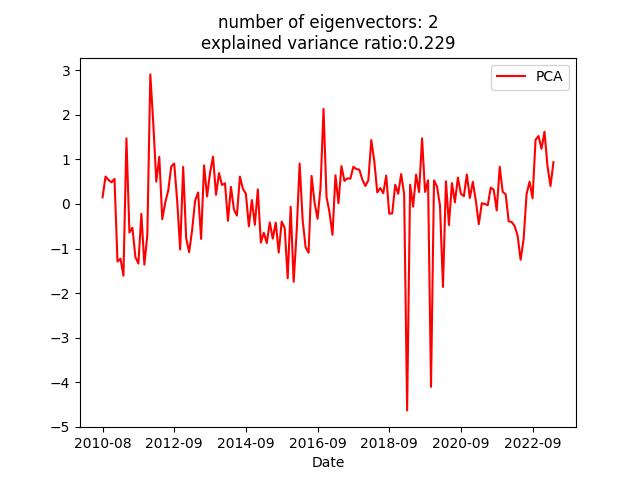 number of eigenvectors: 2
explained variance ratio:0.229
PCA
3
2
1
0
−1
−2
−3
−4
−5
2010-08 2012-09 2014-09 2016-09 2018-09 2020-09 2022-09
Date